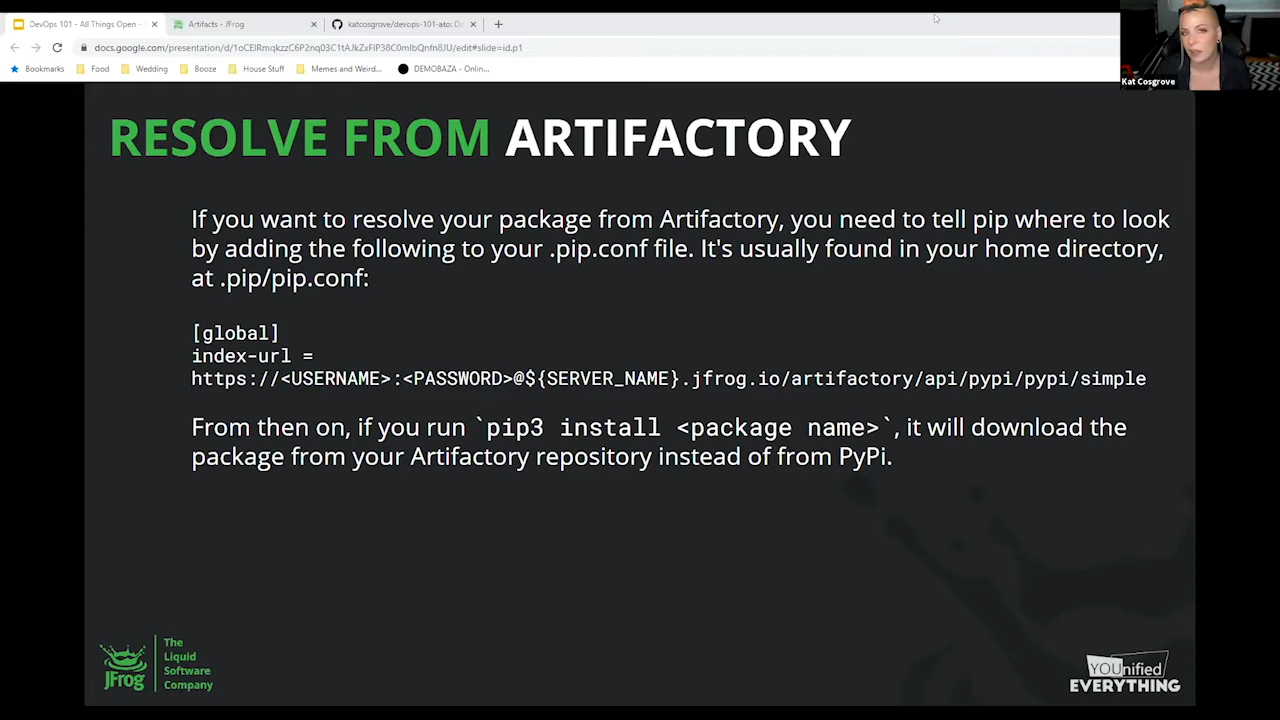 DevOps 101 - All Things Open -
Artifacts - JFrog
katcosgrove/devops-101-ato: Do
docs.google.com/presentation/d/1oCEIRmqkzzC6P2nq03C1tAJkZxFIP38C0mIbQnfn8JU/edit#slide=id.p1
Bookmarks
Food
Wedding
Booze
House Stuff
Memes and Weird...
DEMOBAZA - Onlin...
Kat Cosgrove
RESOLVE FROM ARTIFACTORY
If you want to resolve your package from Artifactory, you need to tell pip where to look
by adding the following to your .pip.conf file. It's usually found in your home directory,
at .pip/pip.conf:
[global]
index-url =
https://<USERNAME>:<PASSWORD>@${SERVER_NAME}.jfrog.io/artifactory/api/pypi/pypi/simple
From then on, if you run `pip3 install <package name>`, it will download the
package from your Artifactory repository instead of from PyPi.
JFrog
The
Liquid
Software
Company
YOUnified
EVERYTHING